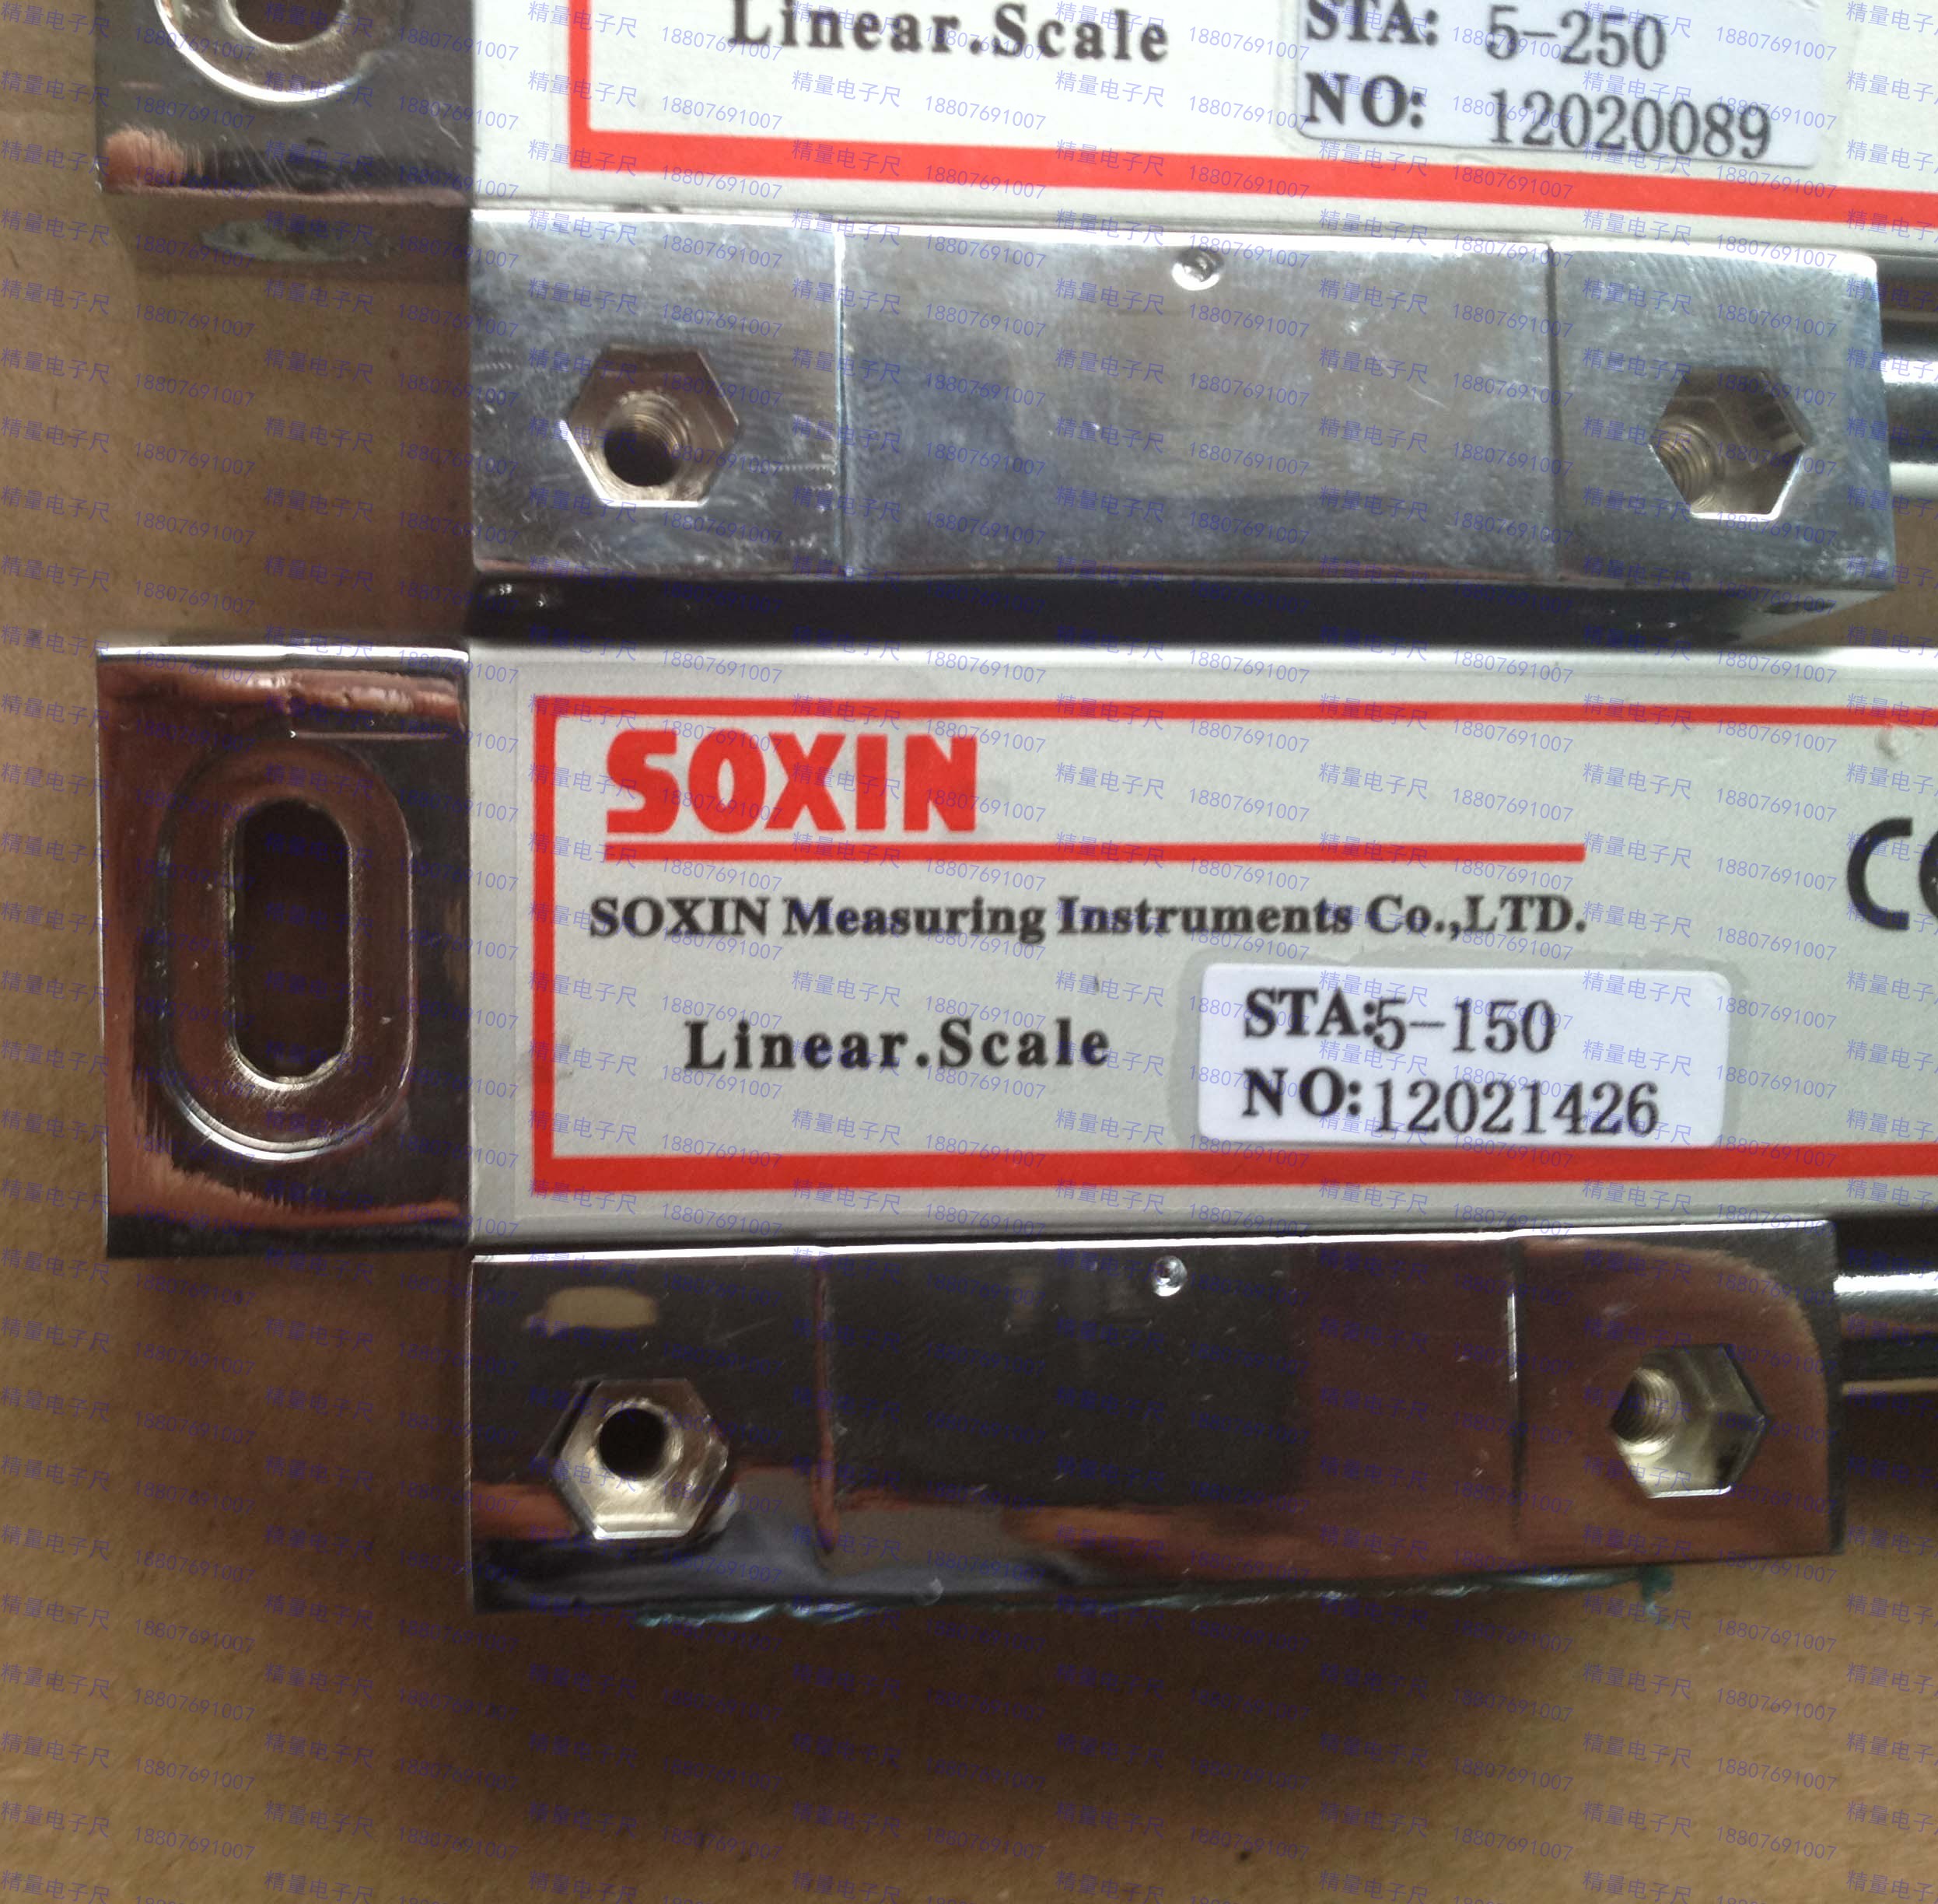 Linear.Scale
STA: 5-250
NO: 12020089
SOXIN
SOXIN Measuring Instruments Co.,LTD.
CE
Linear.Scale
STA:5-150
NO:12021426
精量电子尺 18807691007